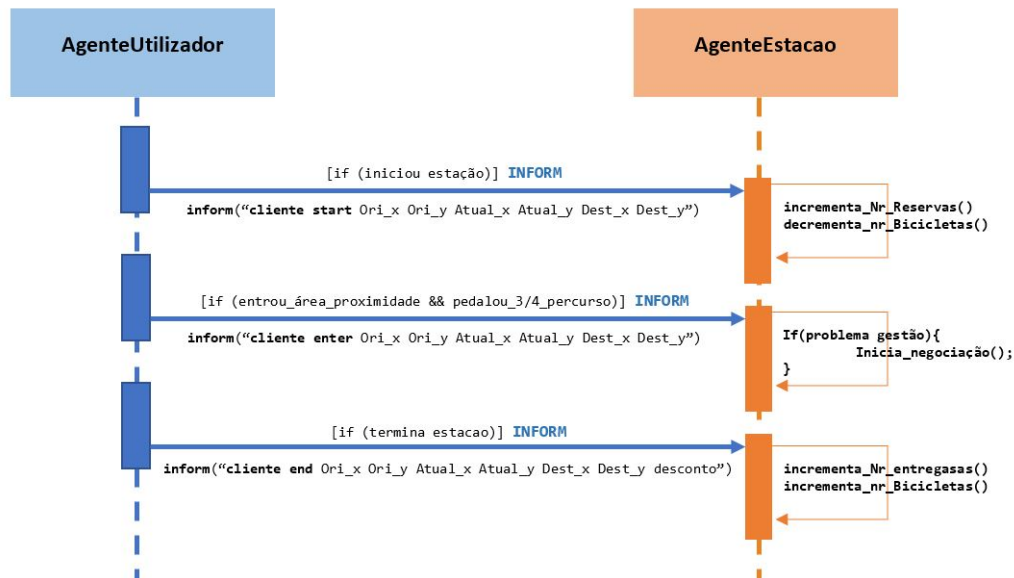 AgenteUtilizador
AgenteEstacao
[if (iniciou estação)] INFORM
inform(“cliente start Ori_x Ori_y Atual_x Atual_y Dest_x Dest_y”)
incrementa_Nr_Reservas()
decrementa_nr_Bicicletas()
[if (entrou_área_proximidade && pedalou_3/4_percurso)] INFORM
inform(“cliente enter Ori_x Ori_y Atual_x Atual_y Dest_x Dest_y”)
If(problema gestão){
Inicia_negociação();
}
[if (termina estacao)] INFORM
inform(“cliente end Ori_x Ori_y Atual_x Atual_y Dest_x Dest_y desconto”)
incrementa_Nr_entregasas()
incrementa_nr_Bicicletas()